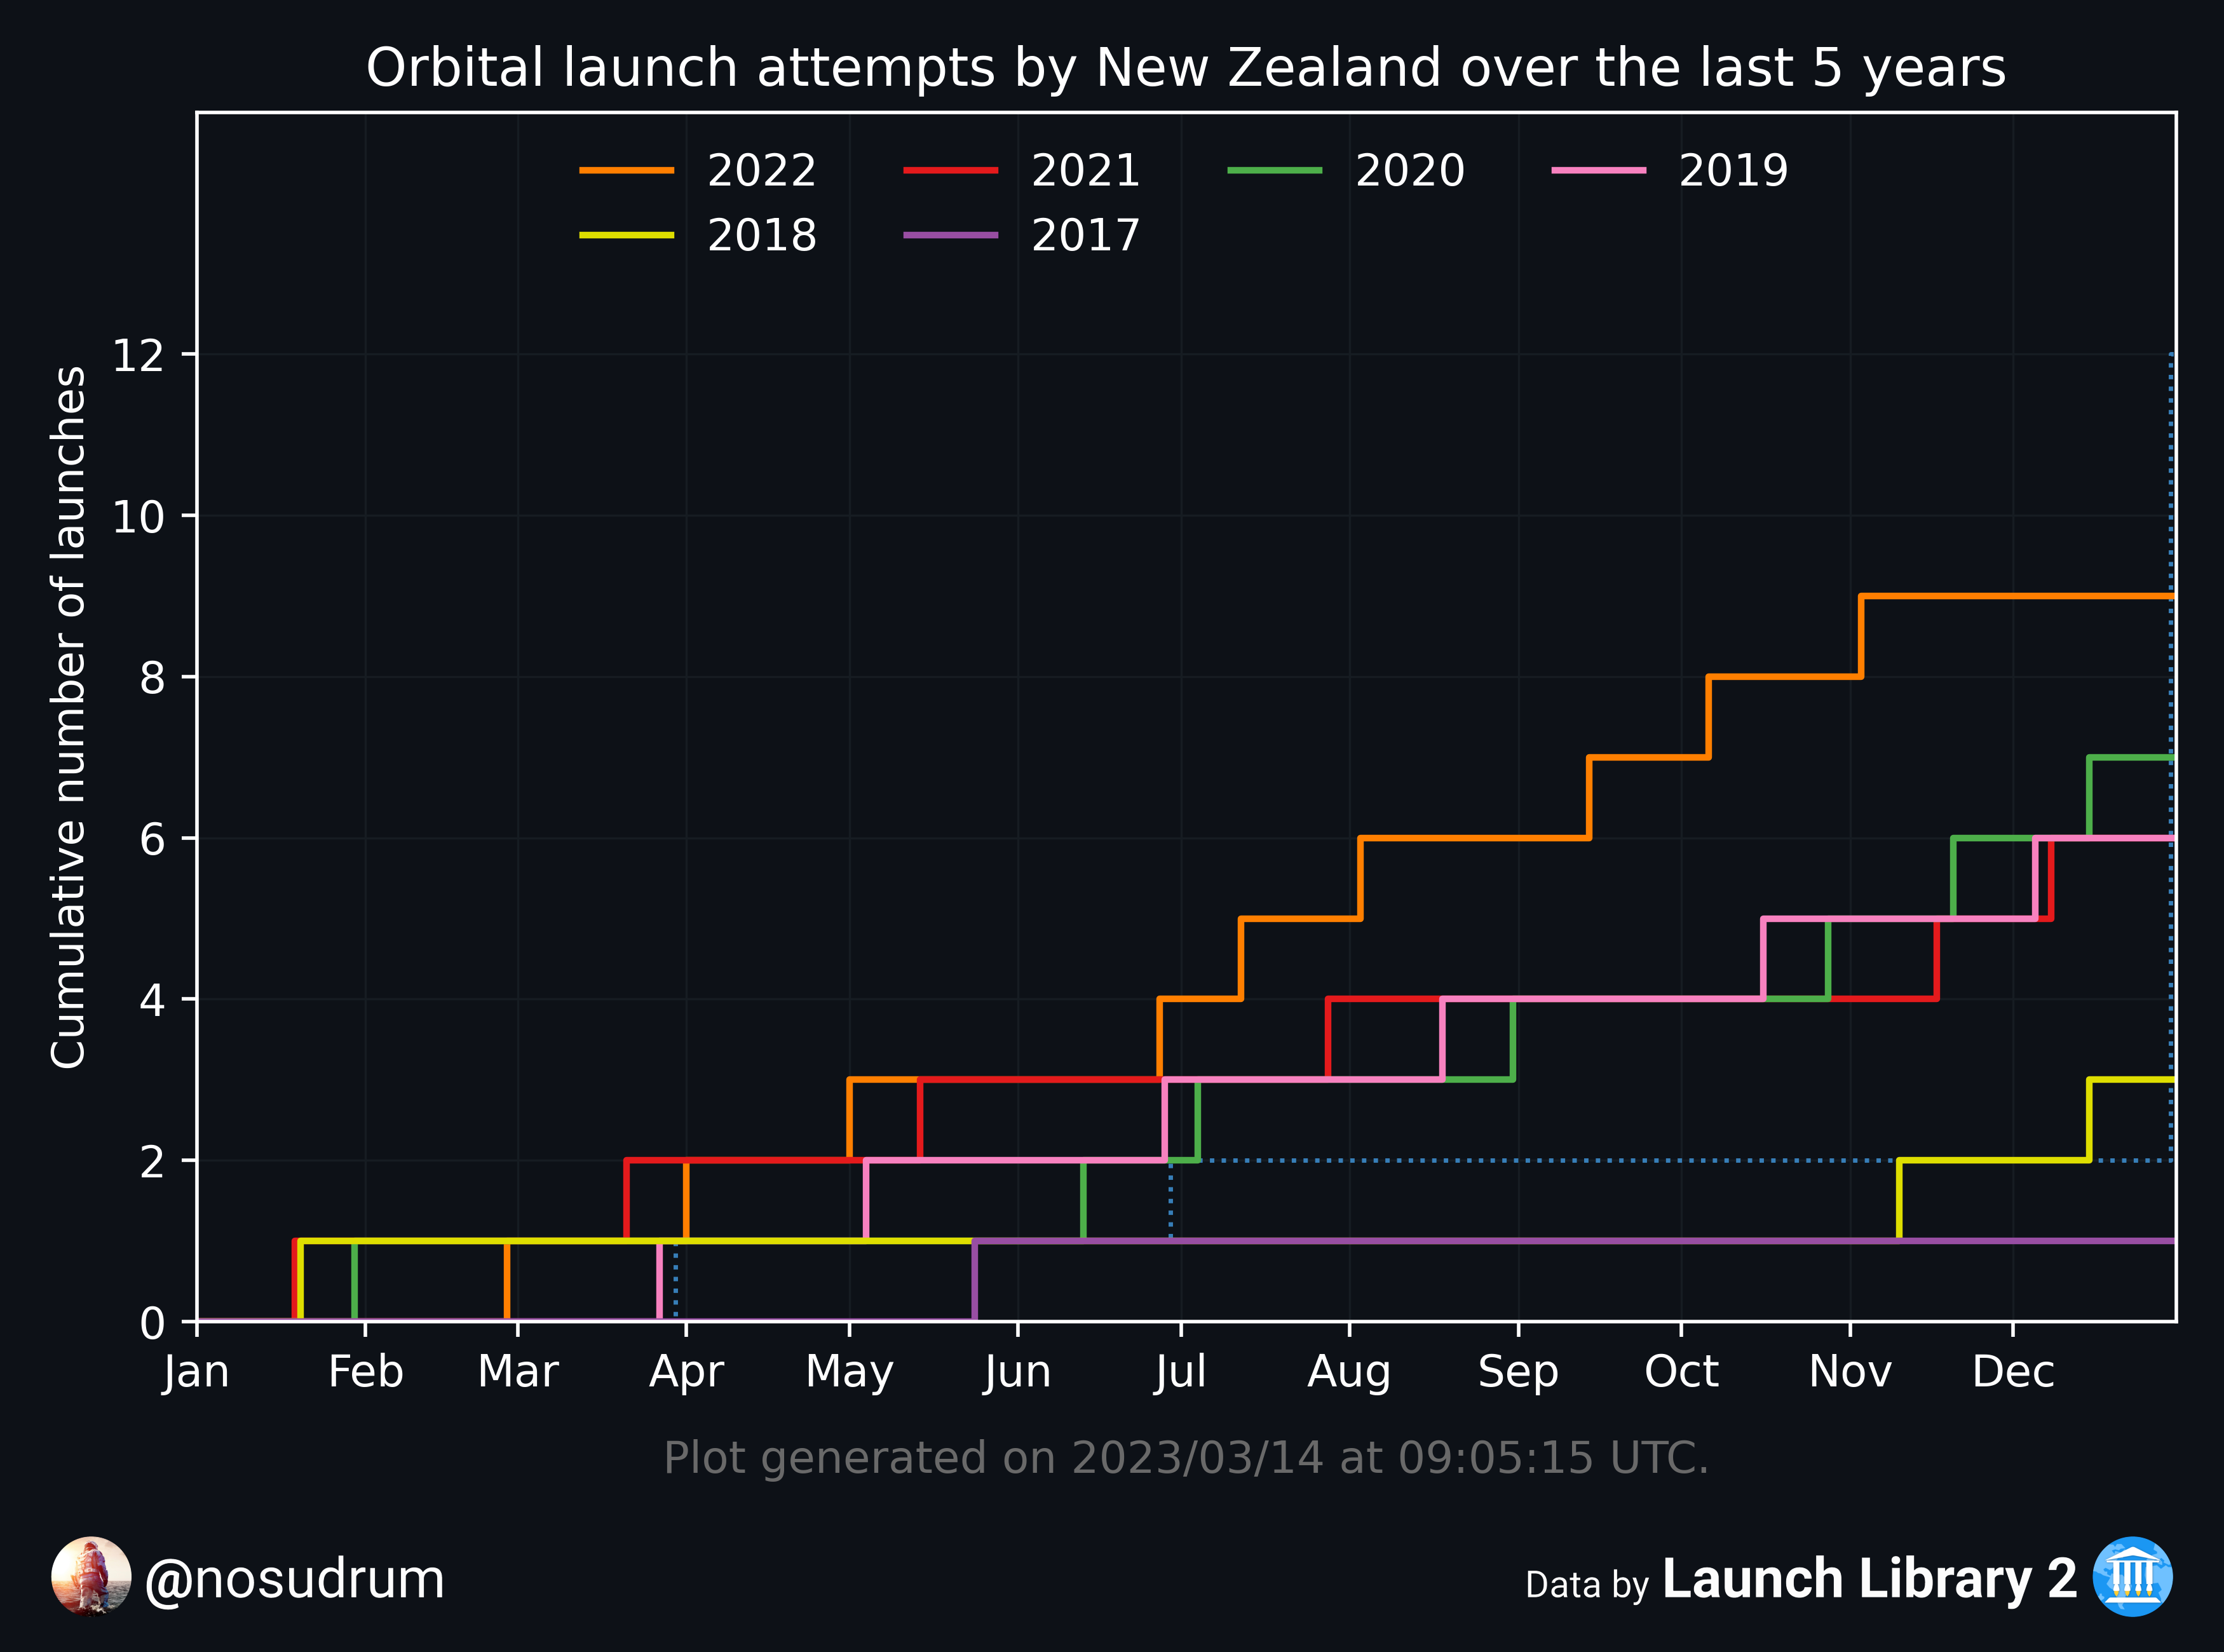 Orbital launch attempts by New Zealand over the last 5 years
2022 2021 2020 2019
2018 2017
Cumulative number of launches
12
10
8
6
4
2
0
Jan Feb Mar Apr May Jun Jul Aug Sep Oct Nov Dec
Plot generated on 2023/03/14 at 09:05:15 UTC.
@nosudrum
Data by Launch Library 2